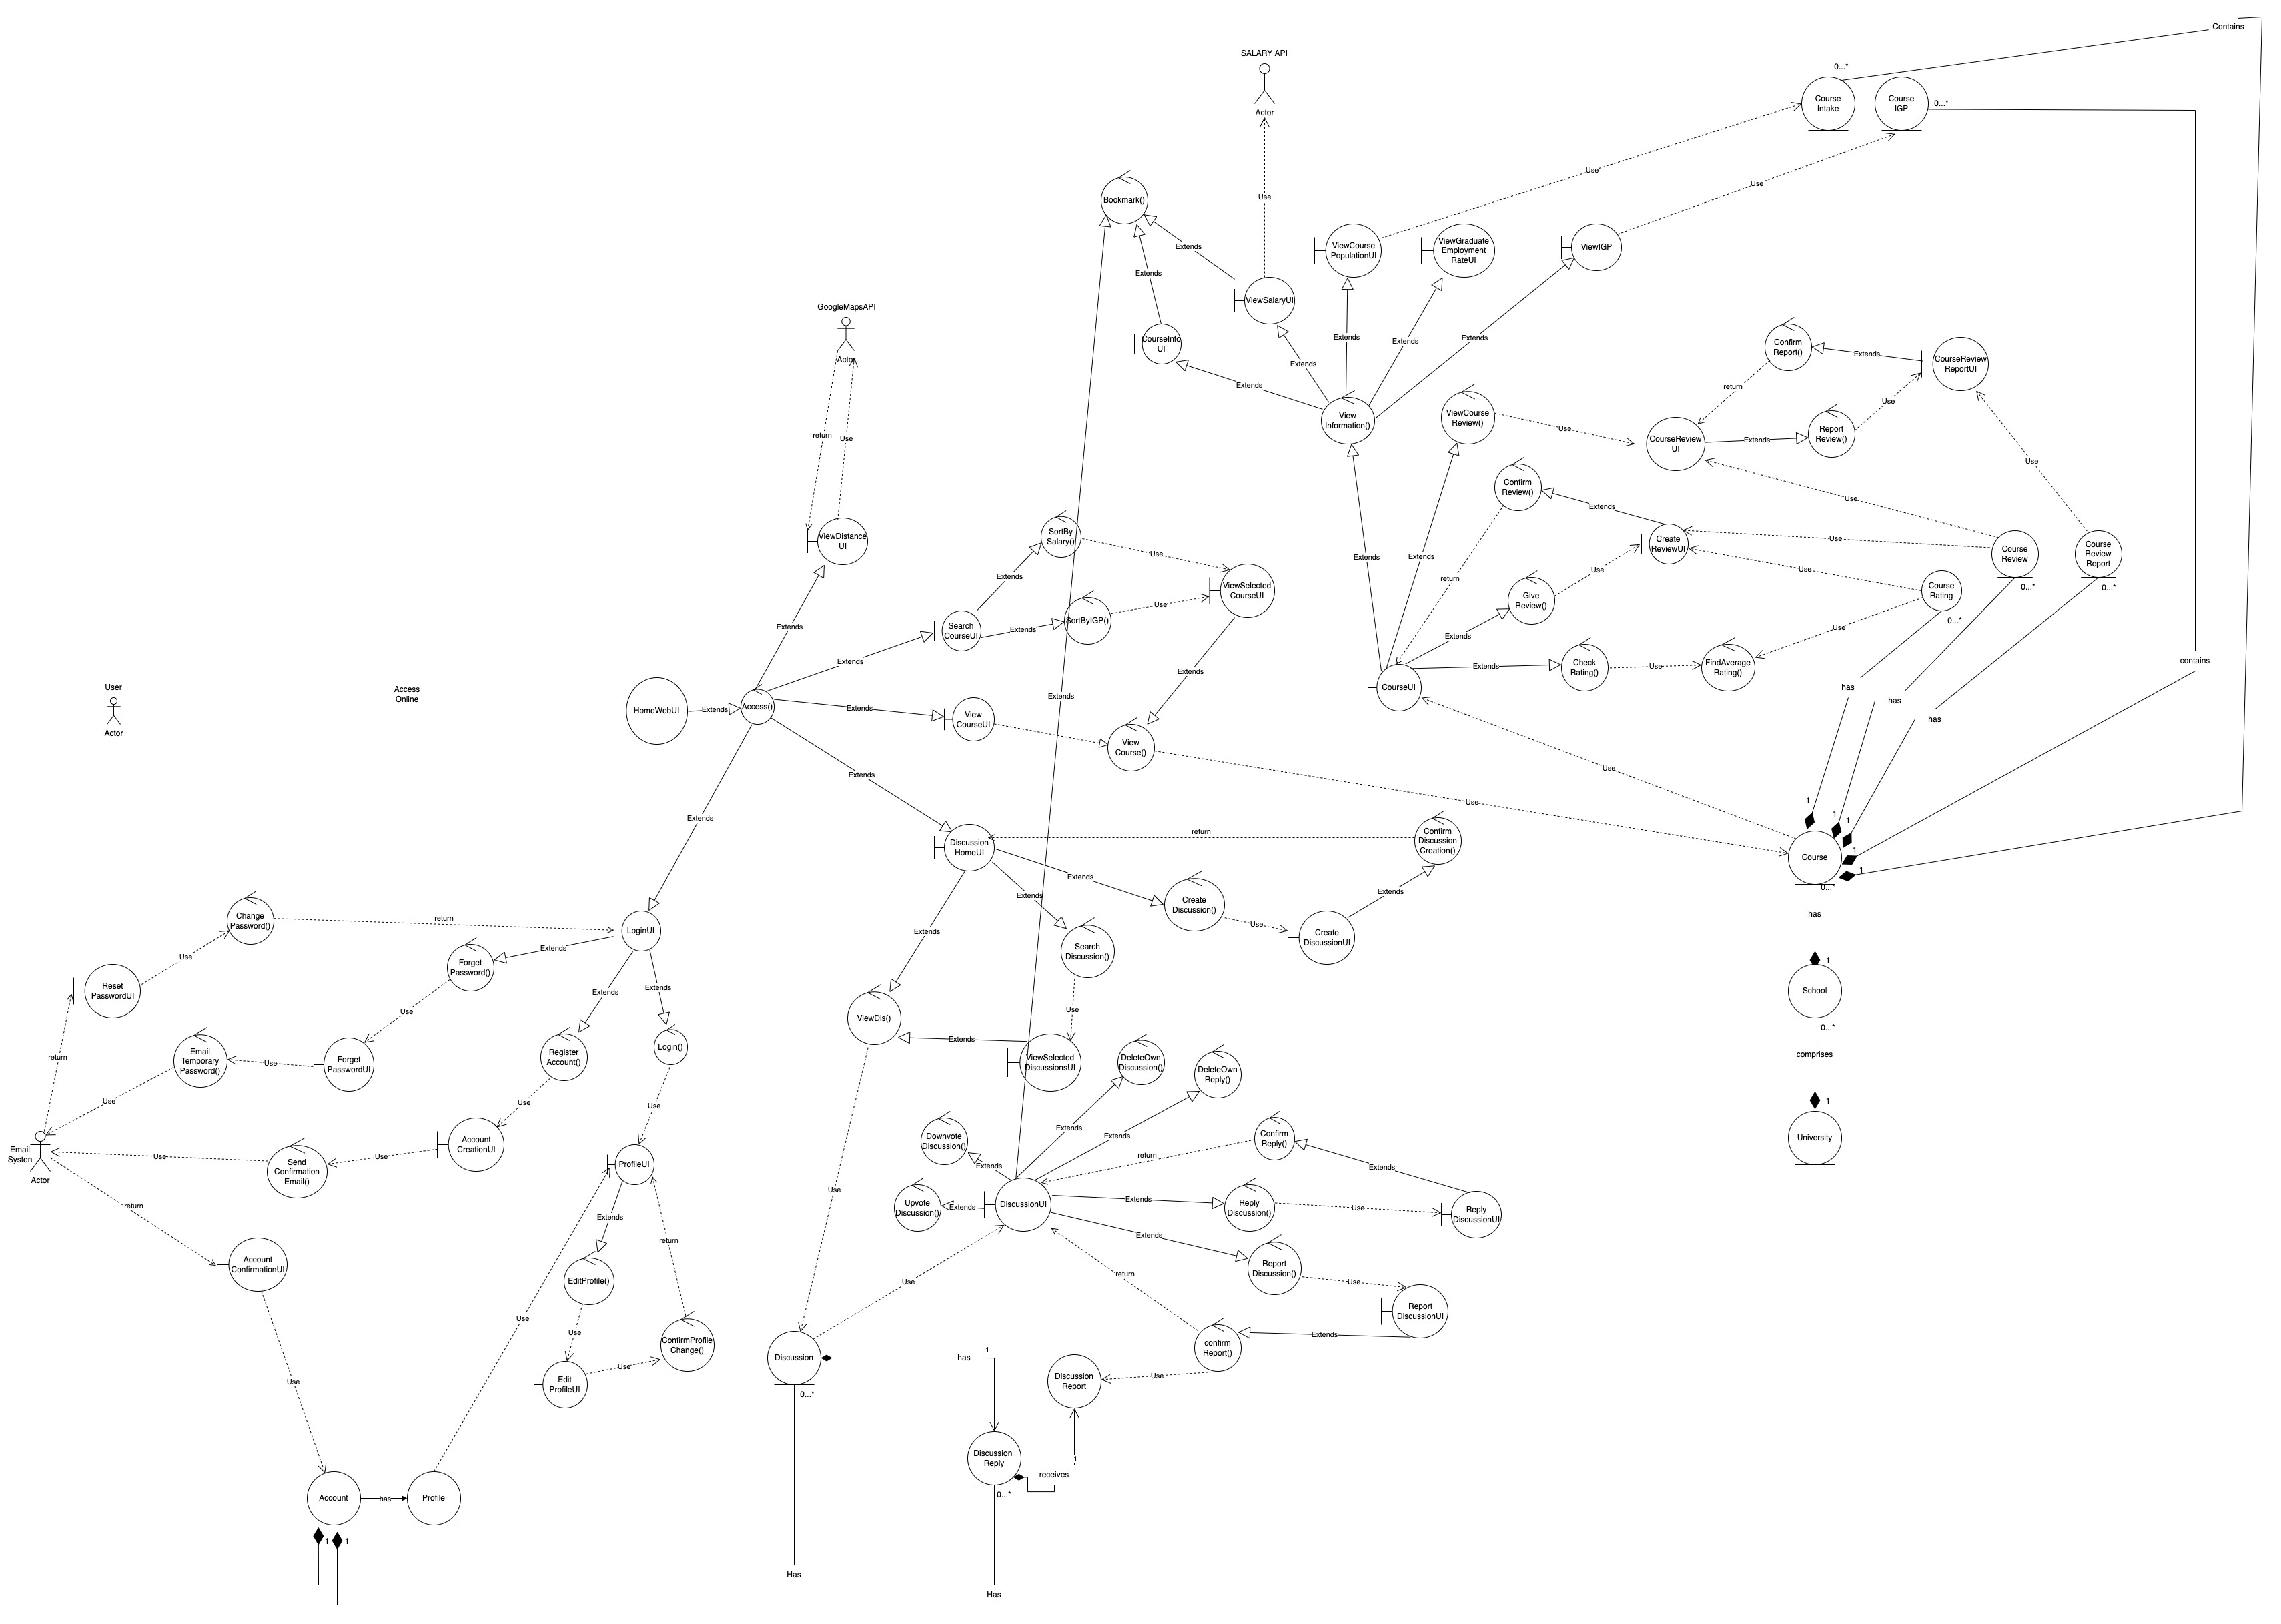 Contains
SALARY API
Actor
0...*
Course
Intake
Course
IGP
0...*
Use
Use
Use
Bookmark()
Extends
Extends
ViewCourse
PopulationUI
ViewGraduate
Employment
RateUI
ViewIGP
ViewSalaryUI
GoogleMapsAPI
Actor
CourseInfo
UI
Extends
Extends
Extends
Extends
Extends
Confirm
Report()
Extends
CourseReview
ReportUI
return
Use
View
Information()
ViewCourse
Review()
Use
CourseReview
UI
Extends
Report
Review()
return
Use
Use
Confirm
Review()
Use
Extends
ViewDistance
UI
SortBy
Salary()
Use
Extends
Extends
Extends
Create
ReviewUI
Use
Course
Review
Course
Review
Report
0...*
0...*
return
Use
Use
Course
Rating
0...*
ViewSelected
CourseUI
Extends
Search
CourseUI
Extends
SortByIGP()
Use
Give
Review()
Use
Extends
Extends
Extends
Extends
Check
Rating()
Use
FindAverage
Rating()
contains
Extends
CourseUI
has
has
has
User
Actor
Access
Online
HomeWebUI
Extends
Access()
Extends
View
CourseUI
Extends
View
Course()
Use
Use
Extends
Extends
1
1
1
1
1
Course
0...*
Discussion
HomeUI
return
Confirm
Discussion
Creation()
Extends
Extends
Extends
Create
Discussion()
Use
Create
DiscussionUI
has
1
School
0...*
comprises
1
University
Change
Password()
return
LoginUI
Extends
Forget
Password()
Use
Reset
PasswordUI
Extends
Extends
Use
Extends
Search
Discussion()
Use
ViewDis()
Extends
ViewSelected
DiscussionsUI
return
Email
Temporary
Password()
Use
Forget
PasswordUI
Register
Account()
Login()
Use
Use
Use
DeleteOwn
Discussion()
DeleteOwn
Reply()
Extends
Extends
Email
System
Actor
Use
Send
Confirmation
Email()
Use
Account
CreationUI
ProfileUI
Downvote
Discussion()
Extends
Confirm
Reply()
return
Extends
return
Use
Upvote
Discussion()
Extends
DiscussionUI
Extends
Reply
Discussion()
Use
Reply
DiscussionUI
Extends
return
Extends
Account
ConfirmationUI
EditProfile()
Use
return
Report
Discussion()
Use
Report
DiscussionUI
Use
Use
ConfirmProfile
Change()
Extends
confirm
Report()
Use
Edit
ProfileUI
Use
Discussion
0...*
has
1
Discussion
Report
Use
Discussion
Reply
0...*
receives
1
Account
has
Profile
1
1
Has
Has